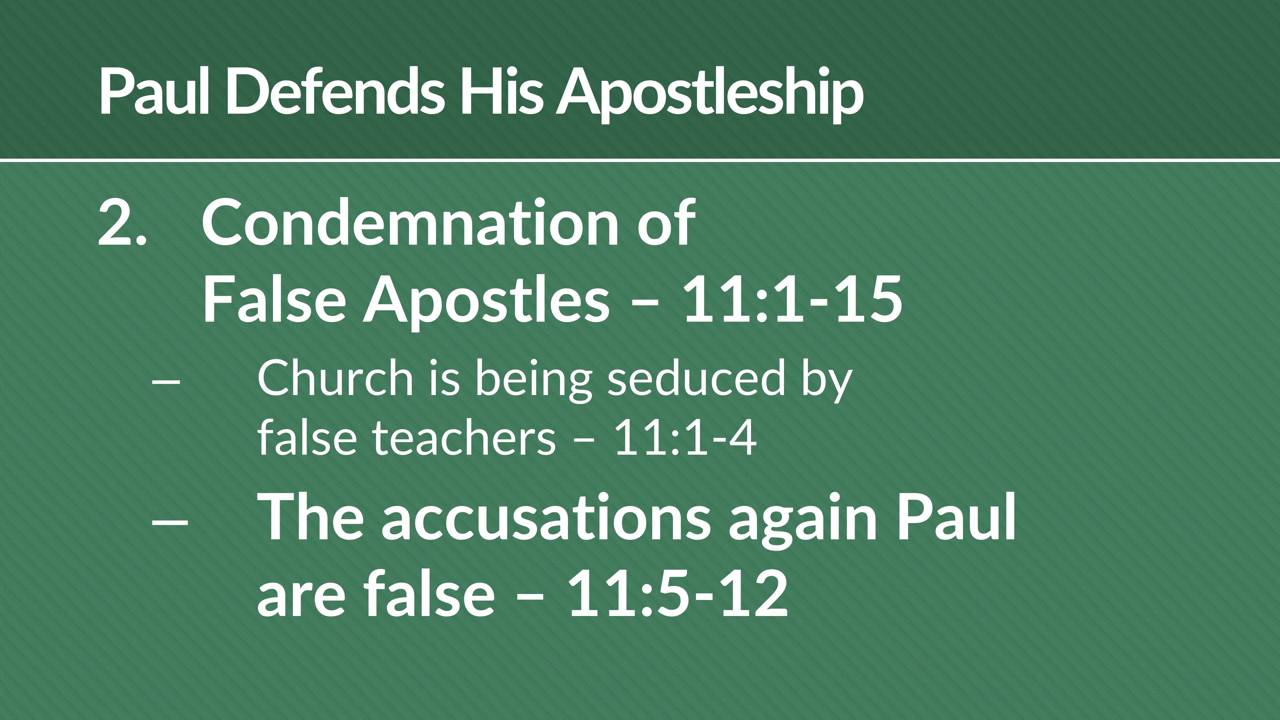 Paul Defends His Apostleship
2. Condemnation of
False Apostles – 11:1-15
– Church is being seduced by
false teachers – 11:1-4
– The accusations again Paul
are false – 11:5-12